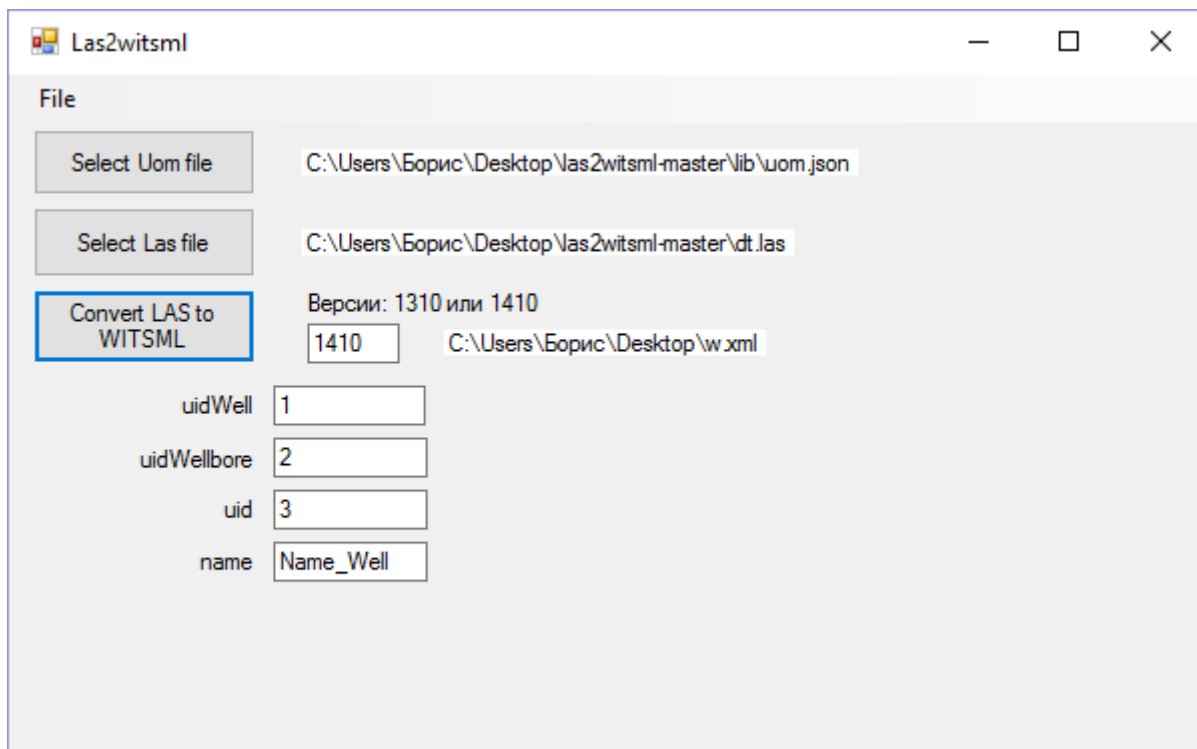 Las2witsml
File
Select Uom file C:\Users\Борис\Desktop\las2witsml-master\lib\uom.json
Select Las file C:\Users\Борис\Desktop\las2witsml-master\dt.las
Convert LAS to
WITSML
Версии: 1310 или 1410
1410 C:\Users\Борис\Desktop\w.xml
uidWell 1
uidWellbore 2
uid 3
name Name_Well